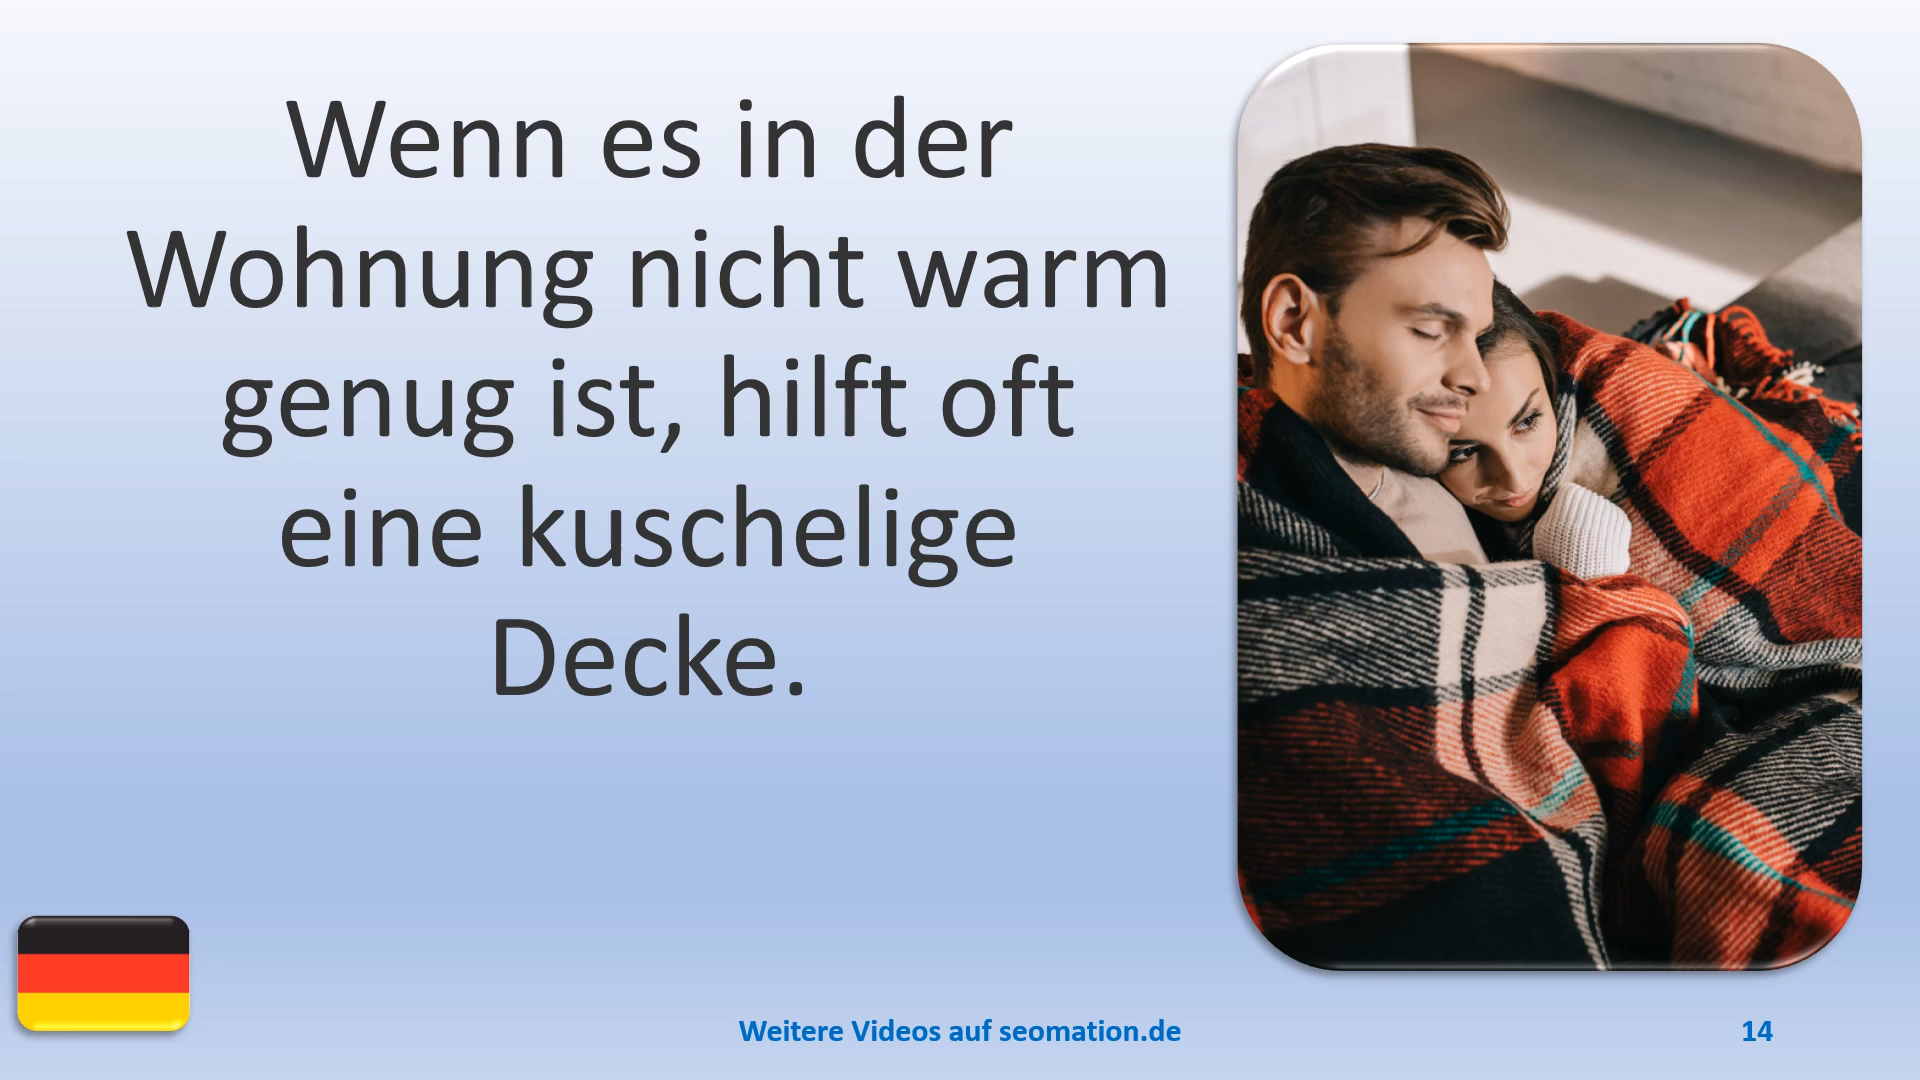 Wenn es in der
Wohnung nicht warm
genug ist, hilft oft
eine kuschelige
Decke.
Weitere Videos auf seomation.de
14